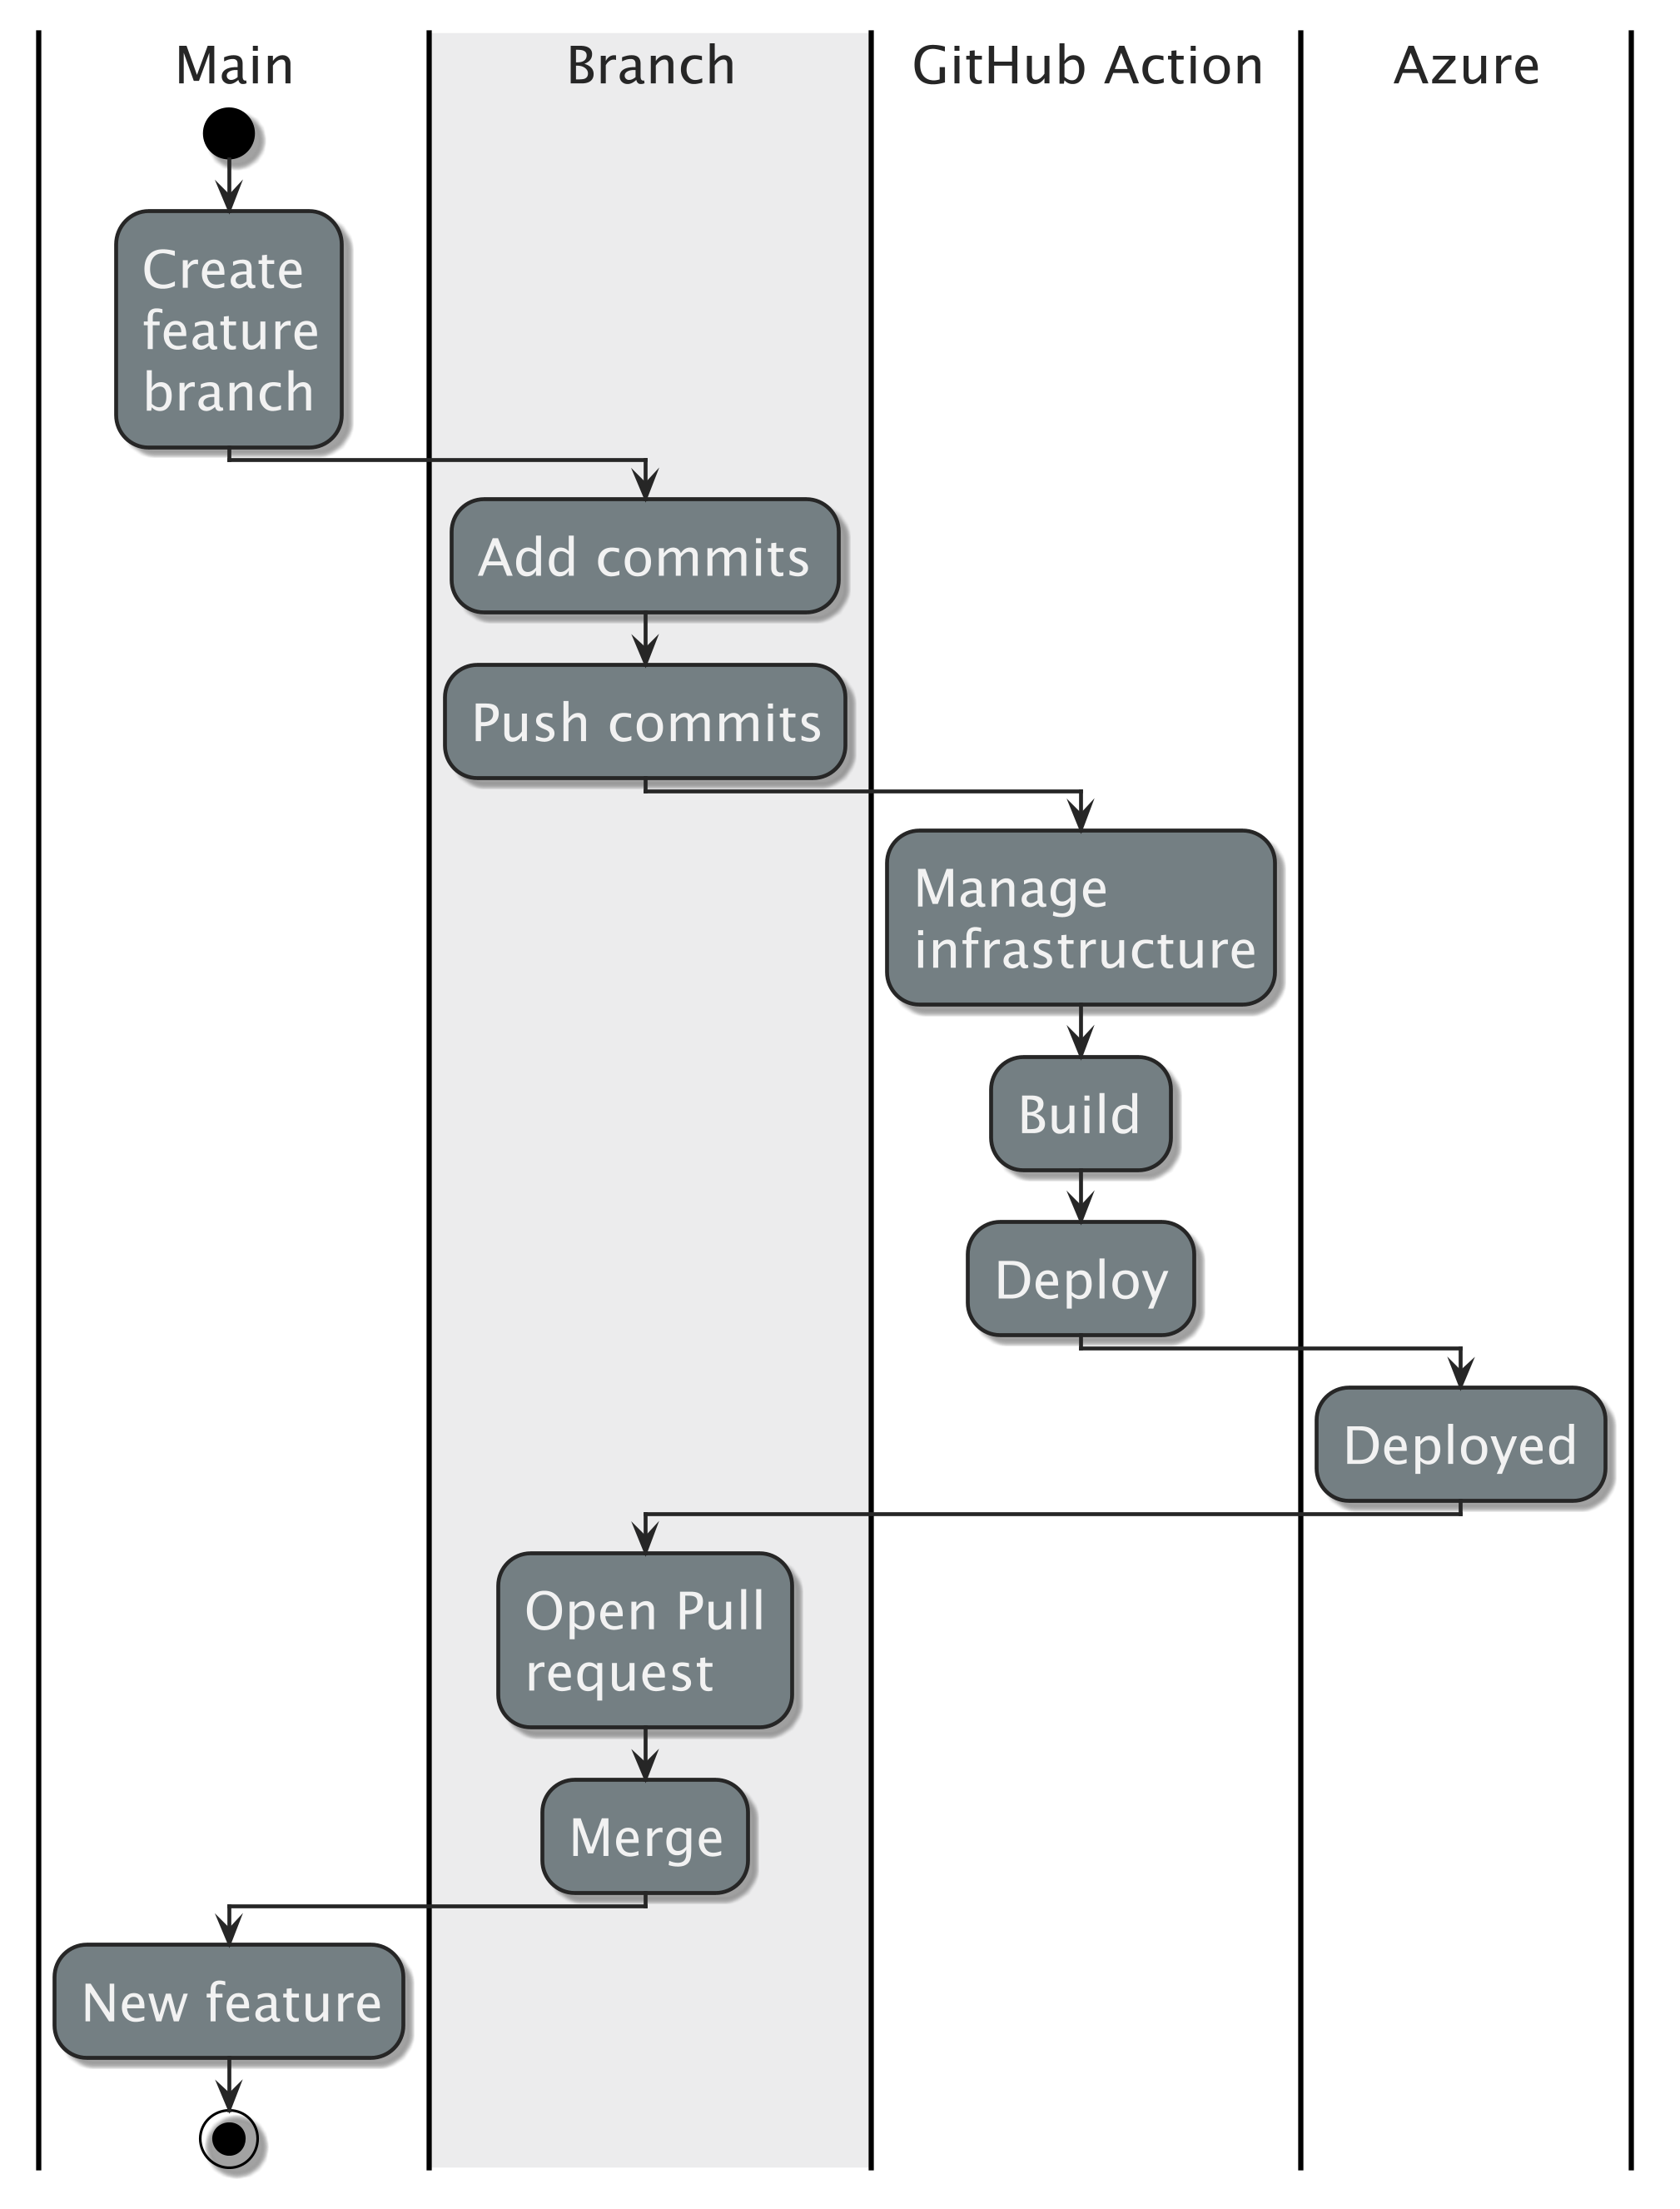 Main
Branch
GitHub Action
Azure
Create
feature
branch
Add commits
Push commits
Manage
infrastructure
Build
Deploy
Deployed
Open Pull
request
Merge
New feature